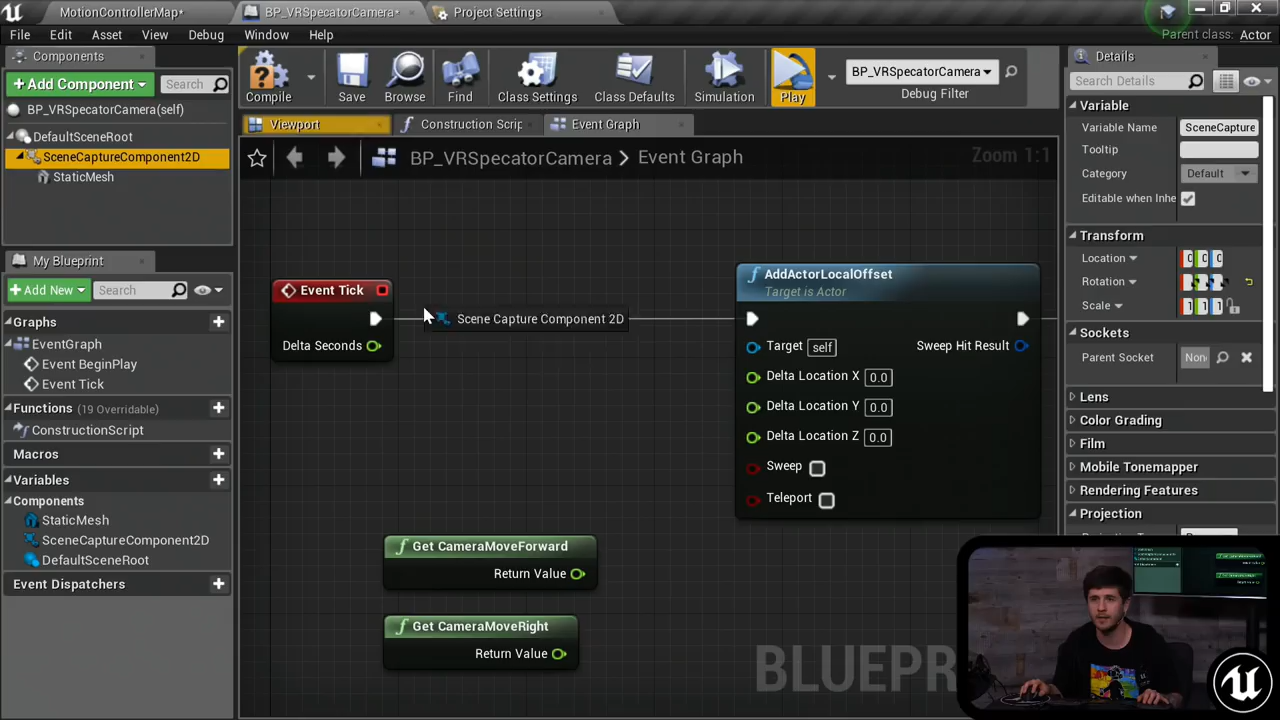 MotionControllerMap*
BP_VRSpecatorCamera*
Project Settings
File
Edit
Asset
View
Debug
Window
Help
Parent class: Actor
Components
+Add Component
Search
BP_VRSpecatorCamera(self)
DefaultSceneRoot
SceneCaptureComponent2D
StaticMesh
My Blueprint
+Add New
Search
Graphs
EventGraph
Event BeginPlay
Event Tick
Functions (19 Overridable)
ConstructionScript
Macros
Variables
Components
StaticMesh
SceneCaptureComponent2D
DefaultSceneRoot
Event Dispatchers
Compile
Save
Browse
Find
Class Settings
Class Defaults
Simulation
Play
BP_VRSpecatorCamera
Debug Filter
Viewport
Construction Scrip
Event Graph
BP_VRSpecatorCamera > Event Graph
Zoom 1:1
Event Tick
Delta Seconds
Scene Capture Component 2D
AddActorLocalOffset
Target is Actor
Target self
Sweep Hit Result
Delta Location X 0.0
Delta Location Y 0.0
Delta Location Z 0.0
Sweep
Teleport
Get CameraMoveForward
Return Value
Get CameraMoveRight
Return Value
BLUEPR
Details
Search Details
Variable
Variable Name SceneCapture
Tooltip
Category Default
Editable when Inhe
Transform
Location
Rotation
Scale
Sockets
Parent Socket Non
Lens
Color Grading
Film
Mobile Tonemapper
Rendering Features
Projection